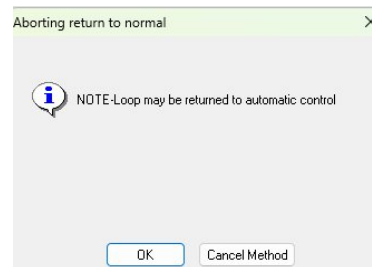 Aborting return to normal
NOTE-Loop may be returned to automatic control
OK
Cancel Method